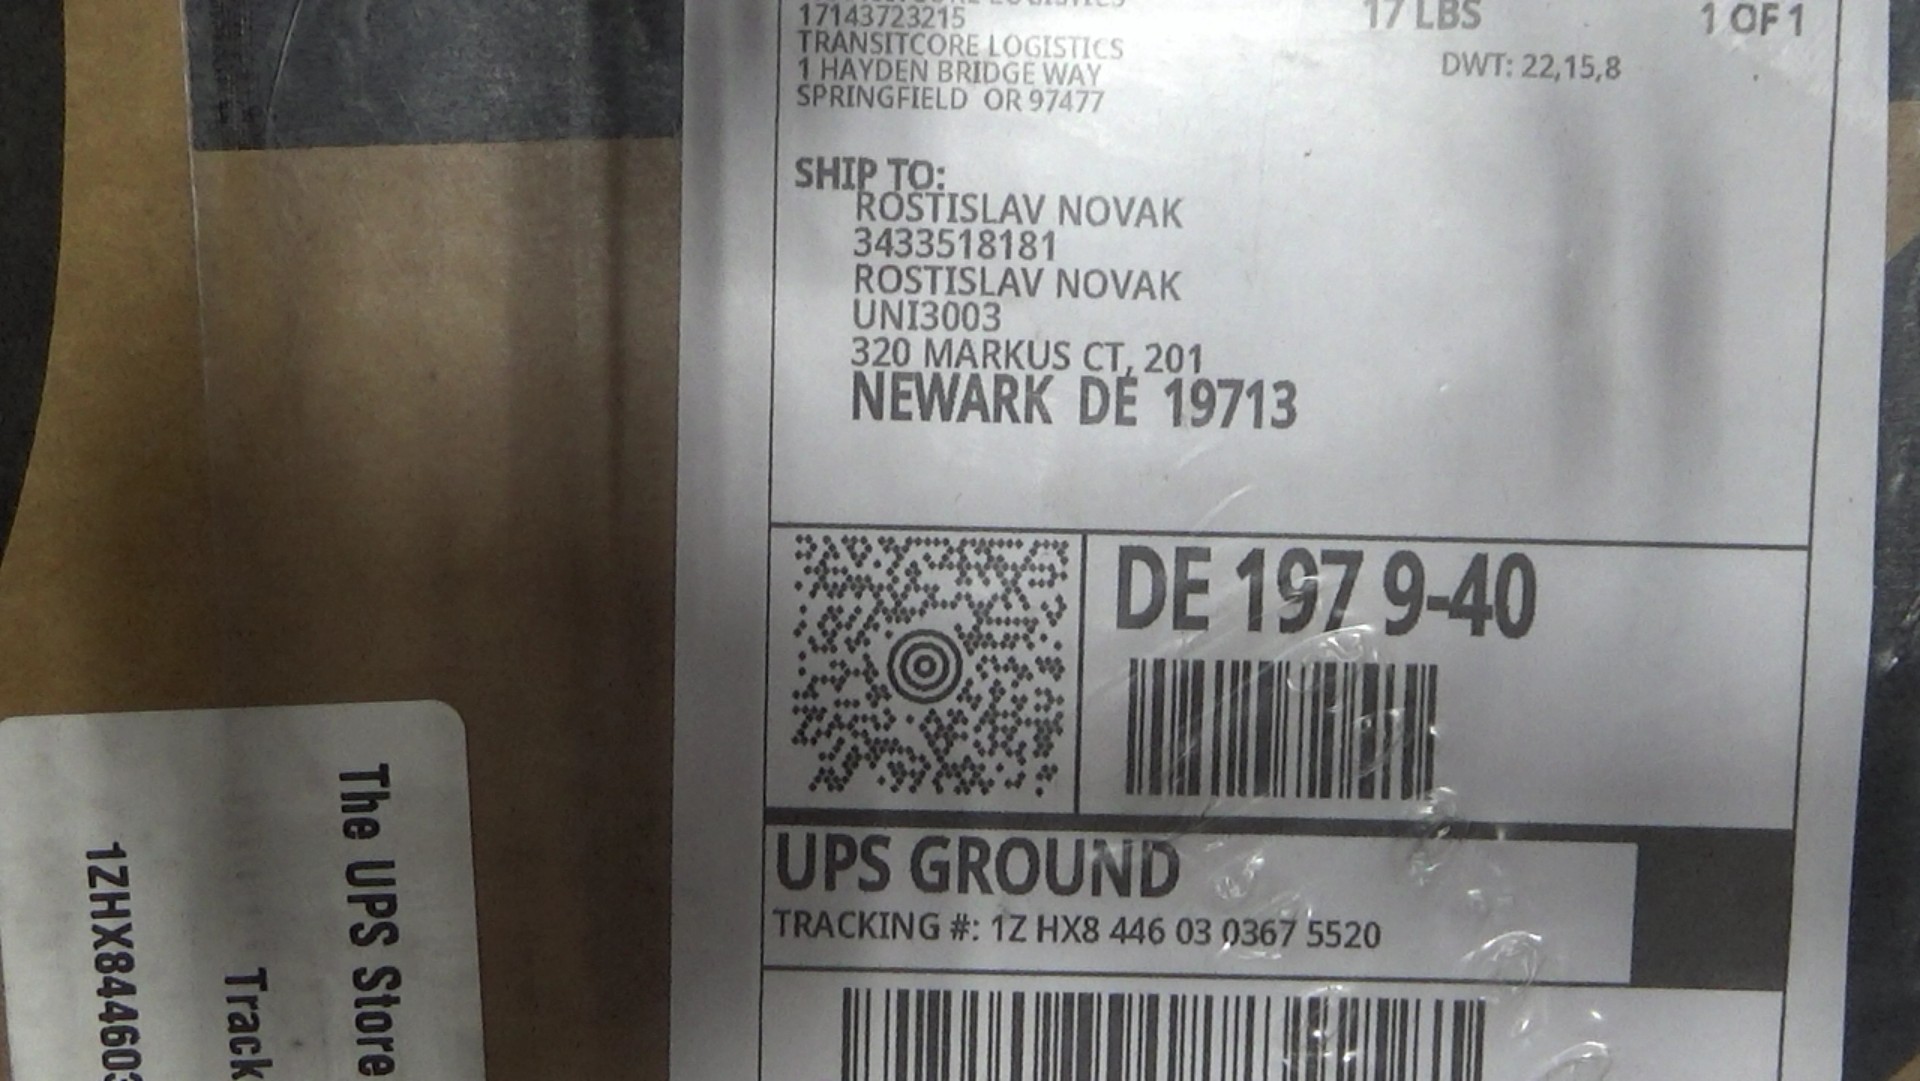 17143723215
TRANSITCORE LOGISTICS
1 HAYDEN BRIDGE WAY
SPRINGFIELD OR 97477
17 LBS
1 OF 1
DWT: 22,15,8
SHIP TO:
ROSTISLAV NOVAK
3433518181
ROSTISLAV NOVAK
UNI3003
320 MARKUS CT, 201
NEWARK DE 19713
DE 197 9-40
UPS GROUND
TRACKING #: 1Z HX8 446 03 0367 5520
The UPS Store
Track
1ZHX844603